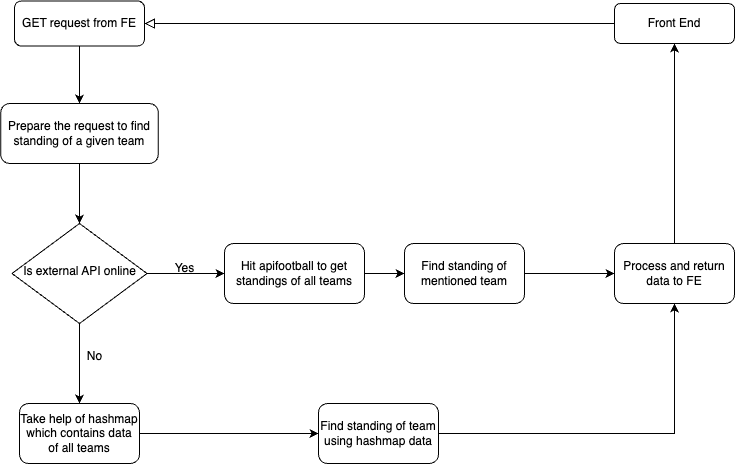 GET request from FE
Front End
Prepare the request to find
standing of a given team
Is external API online
Yes
Hit apifootball to get
standings of all teams
Find standing of
mentioned team
Process and return
data to FE
No
Take help of hashmap
which contains data
of all teams
Find standing of team
using hashmap data